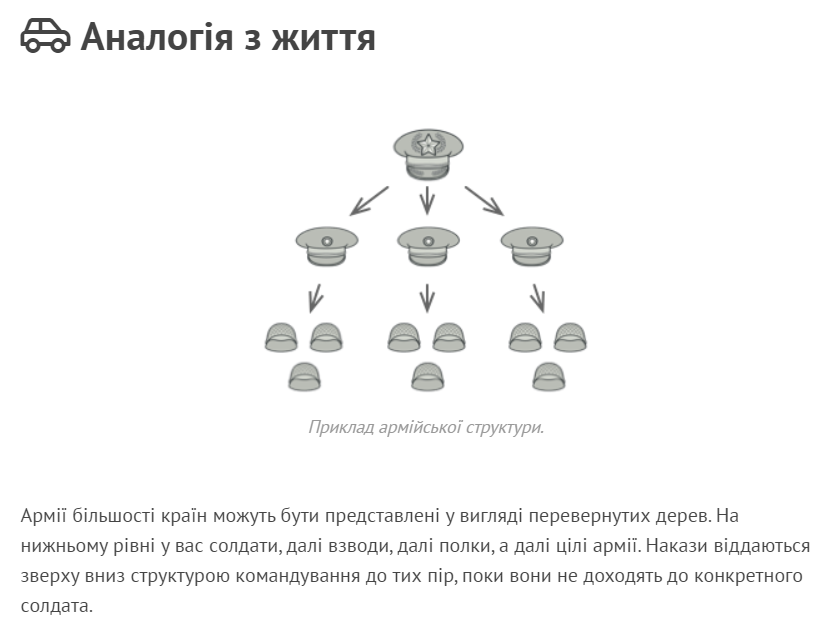 Аналогія з життя
Приклад армійської структури.
Армії більшості країн можуть бути представлені у вигляді перевернутих дерев. На
нижньому рівні у вас солдати, далі взводи, далі полки, а далі цілі армії. Накази віддаються
зверху вниз структурою командування до тих пір, поки вони не доходять до конкретного
солдата.